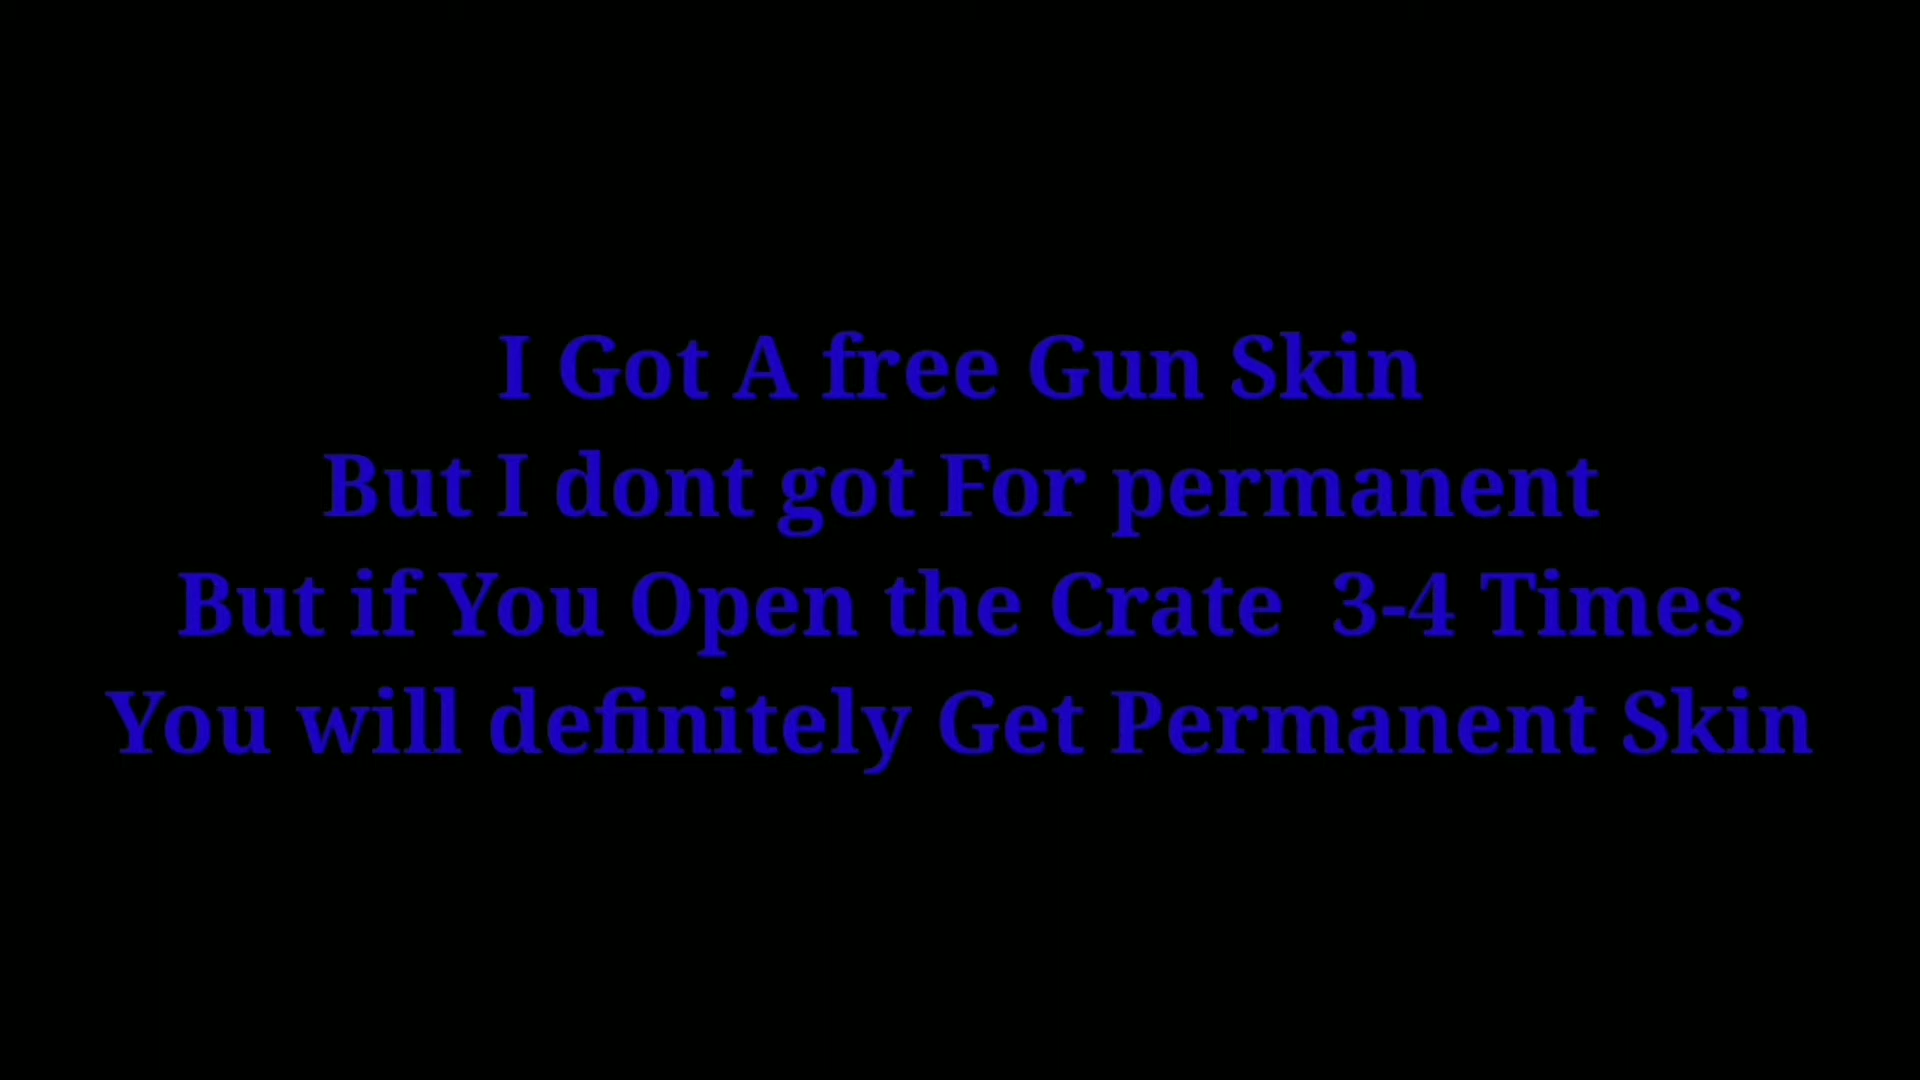 I Got A free Gun Skin
But I dont got For permanent
But if You Open the Crate  3-4 Times
You will definitely Get Permanent Skin